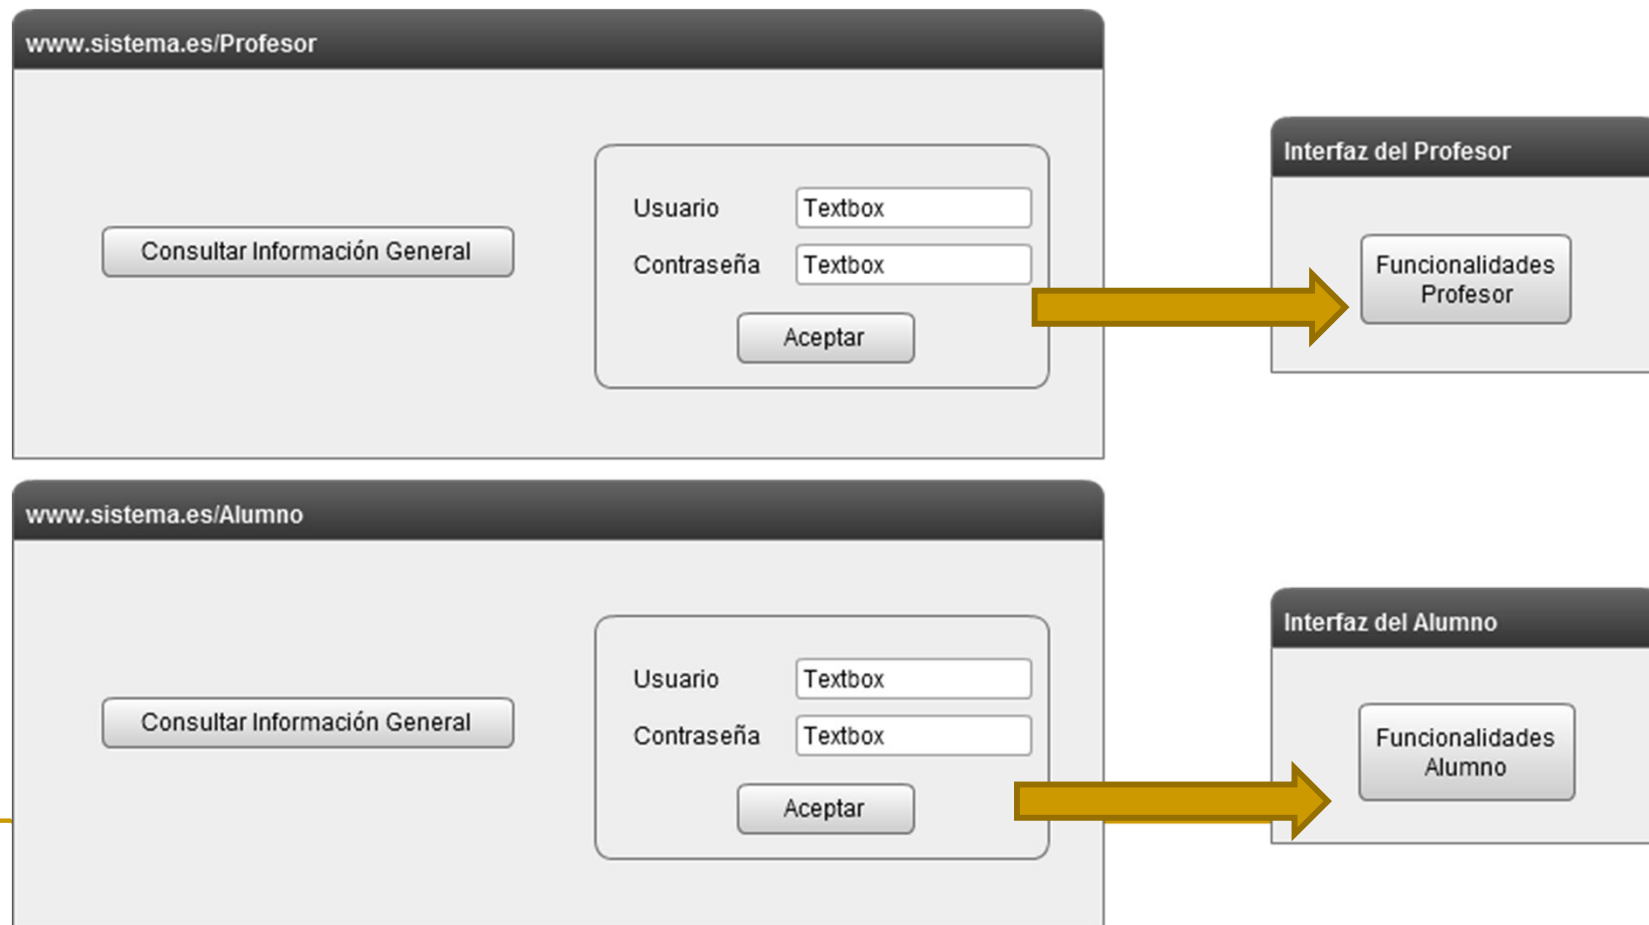 www.sistema.es/Profesor
Consultar Información General
Usuario
Textbox
Contraseña
Textbox
Aceptar
Interfaz del Profesor
Funcionalidades
Profesor
www.sistema.es/Alumno
Consultar Información General
Usuario
Textbox
Contraseña
Textbox
Aceptar
Interfaz del Alumno
Funcionalidades
Alumno